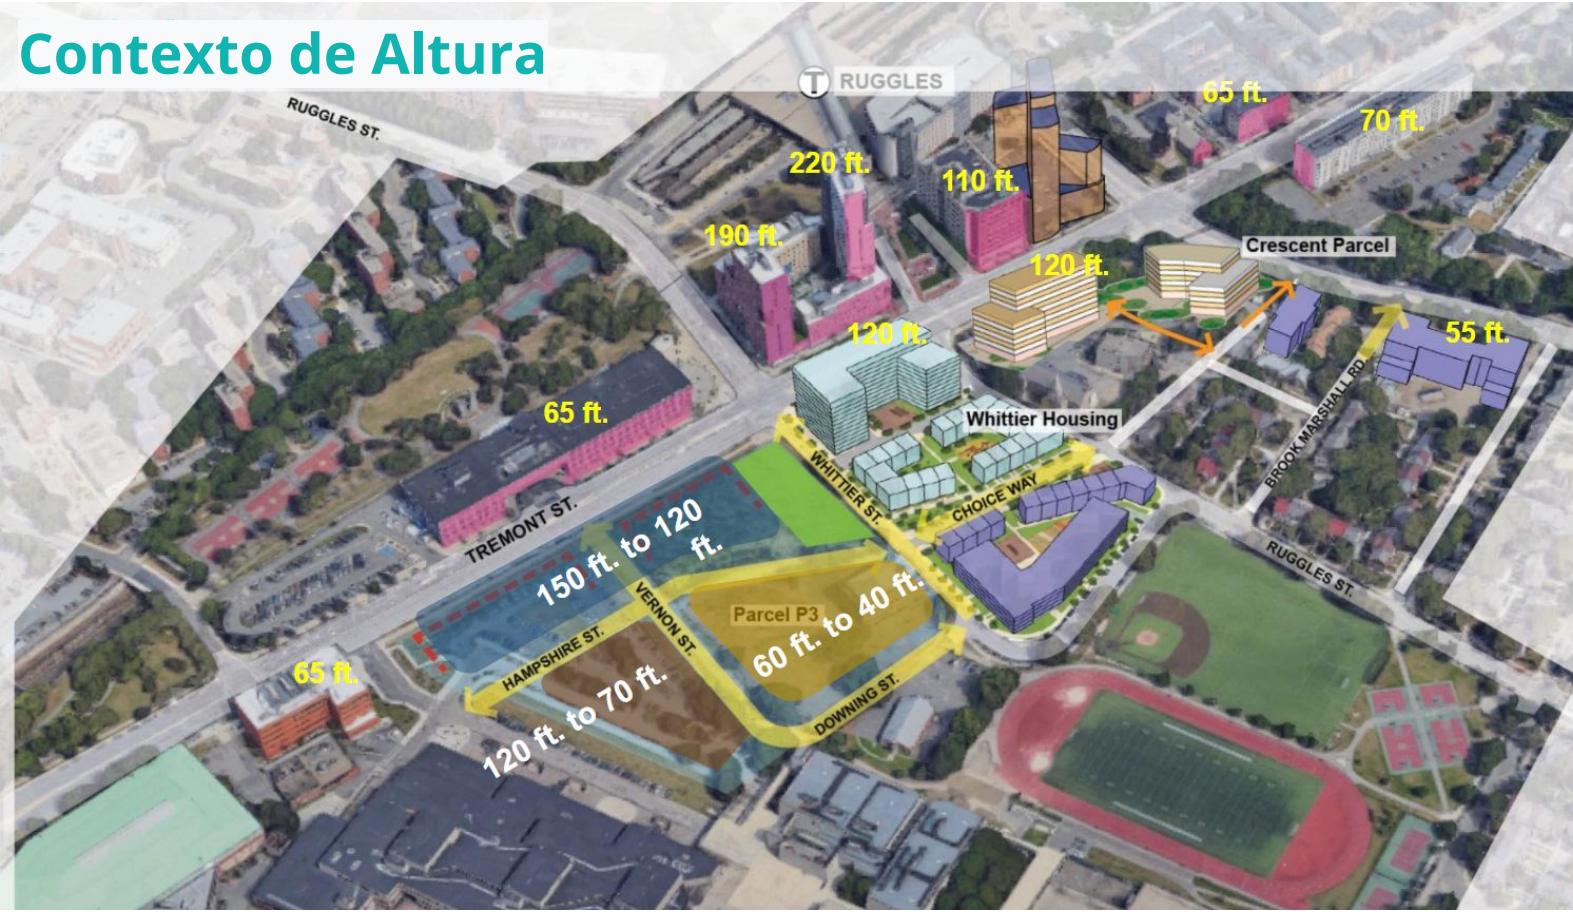 Contexto de Altura
RUGGLES ST.
T RUGGLES
65 ft.
70 ft.
220 ft.
110 ft.
190 ft.
Crescent Parcel
120 ft.
120 ft.
55 ft.
65 ft.
Whittier Housing
BROOK MARSHALL RD
WHITTIER ST.
CHOICE WAY
TREMONT ST.
150 ft. to 120
ft.
RUGGLES ST.
VERNON ST.
Parcel P3
60 ft. to 40 ft.
HAMPSHIRE ST.
65 ft.
120 ft. to 70 ft.
DOWNING ST.